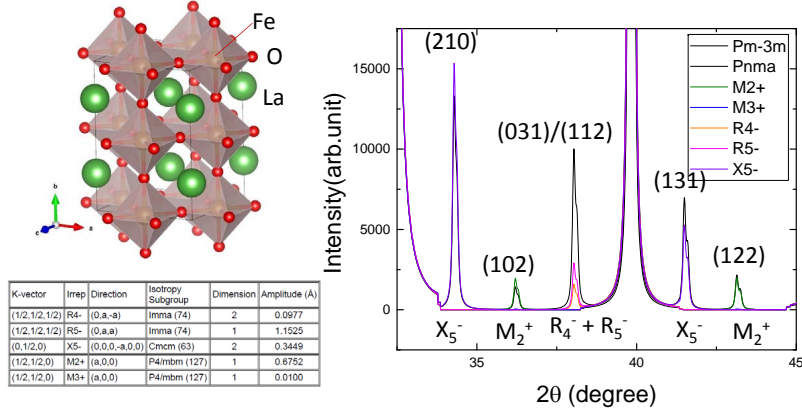 Fe
O
La
b
a
c
K-vector Irrep Direction Isotropy Subgroup Dimension Amplitude (Å)
(1/2,1/2,1/2) R4- (0,a,-a) Imma (74) 2 0.0977
(1/2,1/2,1/2) R5- (0,a,a) Imma (74) 1 1.1525
(0,1/2,0) X5- (0,0,0,-a,0,0) Cmcm (63) 2 0.3449
(1/2,1/2,0) M2+ (a,0,0) P4/mbm (127) 1 0.6752
(1/2,1/2,0) M3+ (a,0,0) P4/mbm (127) 1 0.0100
Intensity(arb.unit)
15000
10000
5000
0
(210)
(102)
(031)/(112)
(131)
(122)
Pm-3m
Pnma
M2+
M3+
R4-
R5-
X5-
X₅⁻ M₂⁺ R₄⁻ + R₅⁻ X₅⁻ M₂⁺
35 40 45
2θ (degree)